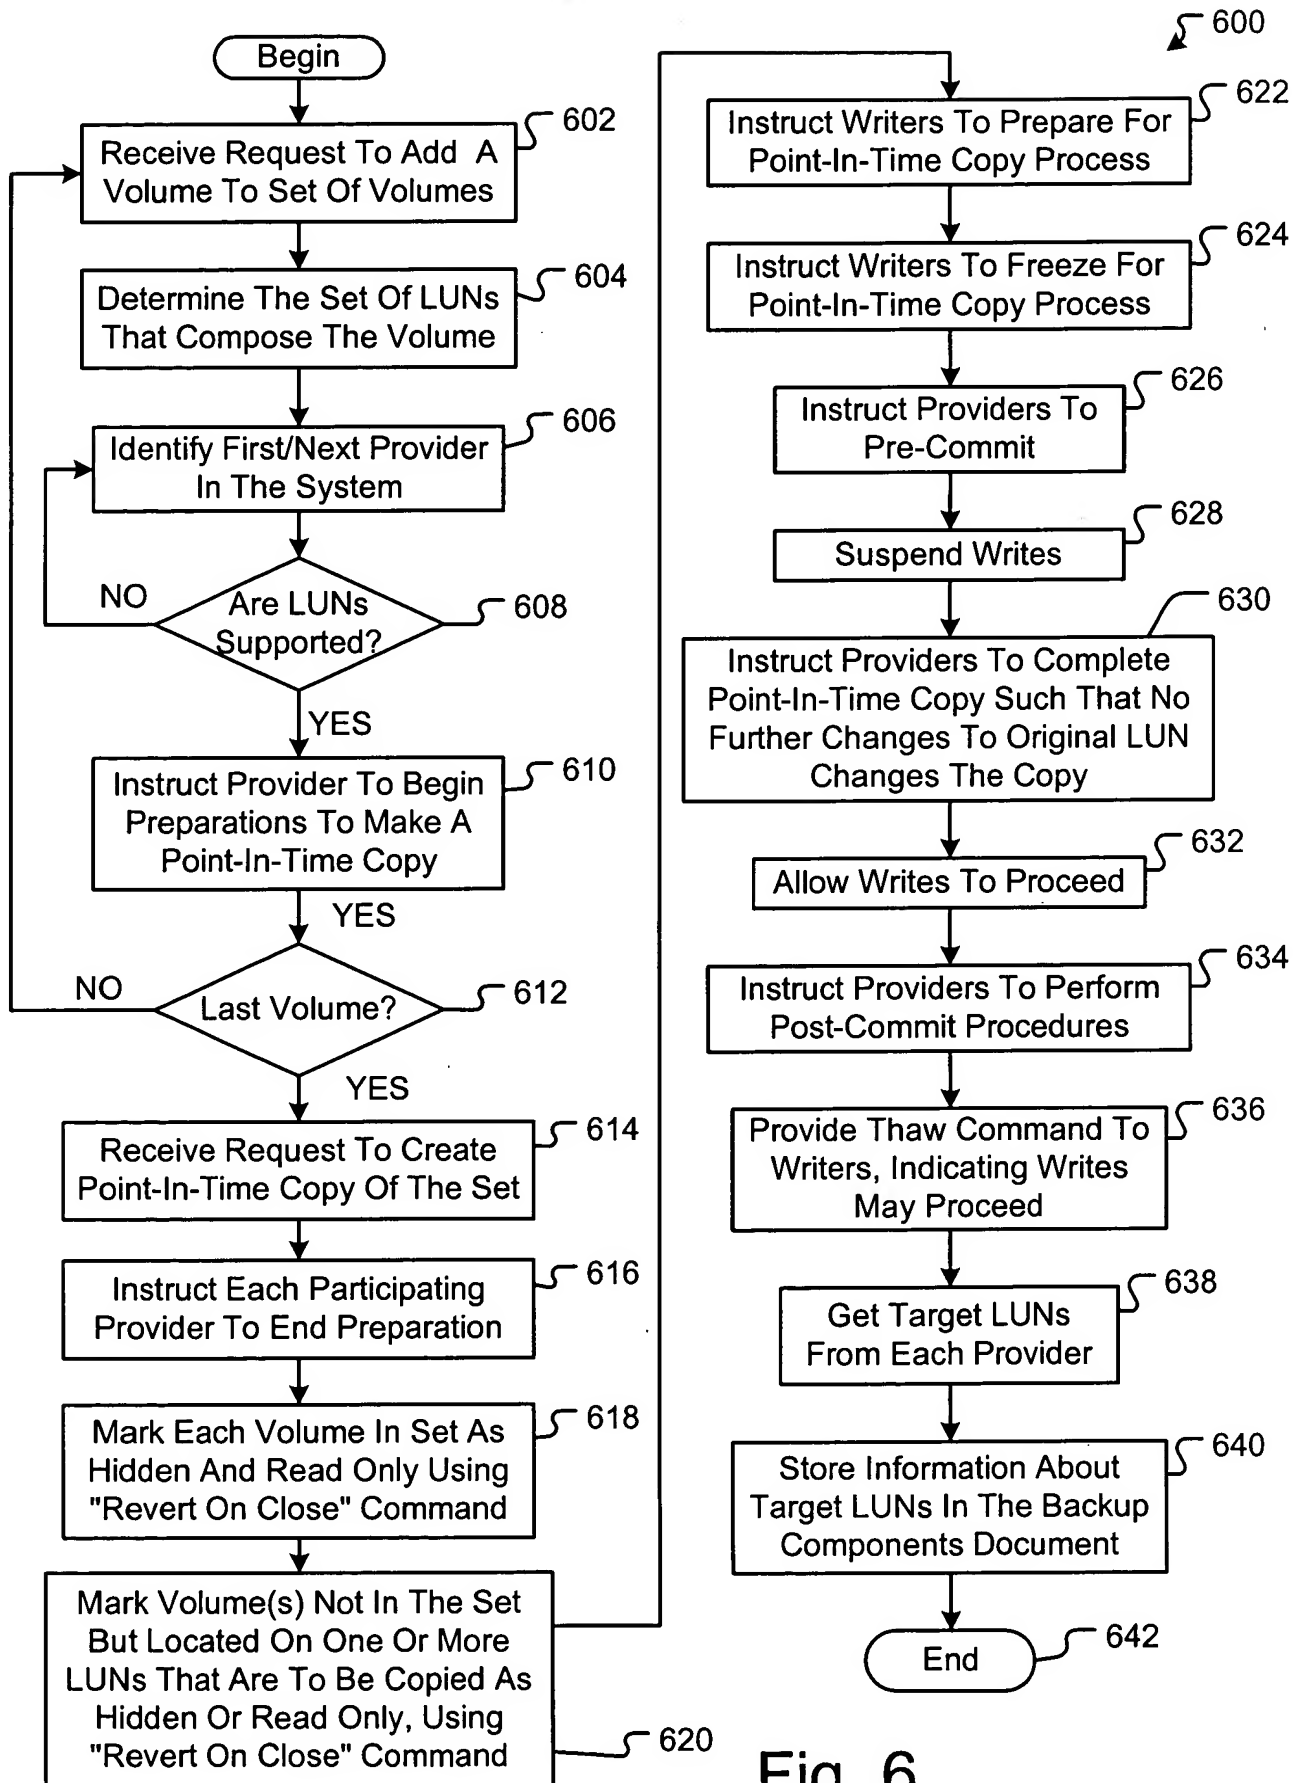 Begin
602
Receive Request To Add A
Volume To Set Of Volumes
604
Determine The Set Of LUNs
That Compose The Volume
606
Identify First/Next Provider
In The System
NO
Are LUNs
Supported?
608
YES
610
Instruct Provider To Begin
Preparations To Make A
Point-In-Time Copy
YES
NO
Last Volume?
612
YES
614
Receive Request To Create
Point-In-Time Copy Of The Set
616
Instruct Each Participating
Provider To End Preparation
618
Mark Each Volume In Set As
Hidden And Read Only Using
"Revert On Close" Command
Mark Volume(s) Not In The Set
But Located On One Or More
LUNs That Are To Be Copied As
Hidden Or Read Only, Using
"Revert On Close" Command
620
600
622
Instruct Writers To Prepare For
Point-In-Time Copy Process
624
Instruct Writers To Freeze For
Point-In-Time Copy Process
626
Instruct Providers To
Pre-Commit
628
Suspend Writes
630
Instruct Providers To Complete
Point-In-Time Copy Such That No
Further Changes To Original LUN
Changes The Copy
632
Allow Writes To Proceed
634
Instruct Providers To Perform
Post-Commit Procedures
636
Provide Thaw Command To
Writers, Indicating Writes
May Proceed
638
Get Target LUNs
From Each Provider
640
Store Information About
Target LUNs In The Backup
Components Document
End
642
Fig. 6